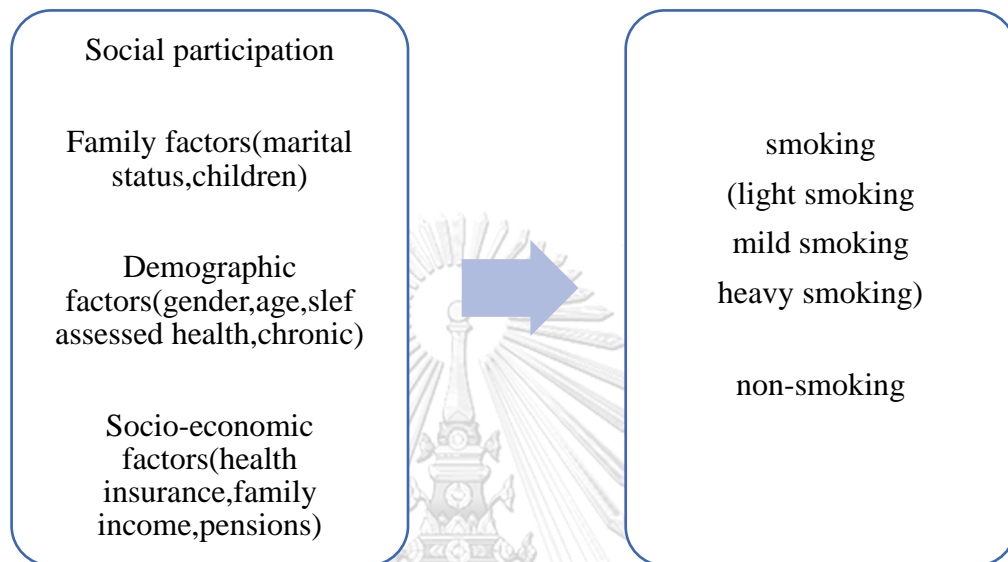 Social participation
Family factors(marital
status,children)
Demographic
factors(gender,age,slef
assessed health,chronic)
Socio-economic
factors(health
insurance,family
income,pensions)
smoking
(light smoking
mild smoking
heavy smoking)
non-smoking